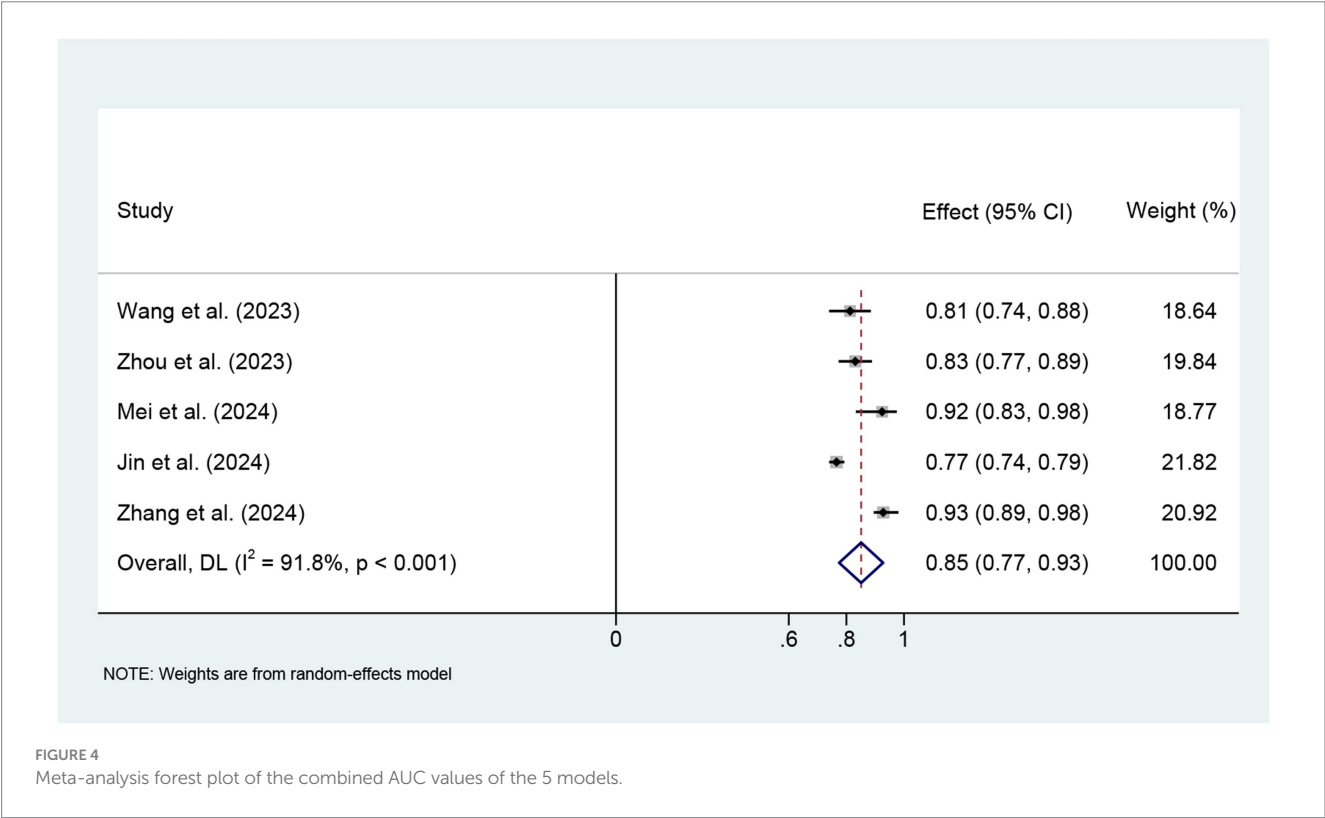 Study Effect (95% CI) Weight (%)
Wang et al. (2023) 0.81 (0.74, 0.88) 18.64
Zhou et al. (2023) 0.83 (0.77, 0.89) 19.84
Mei et al. (2024) 0.92 (0.83, 0.98) 18.77
Jin et al. (2024) 0.77 (0.74, 0.79) 21.82
Zhang et al. (2024) 0.93 (0.89, 0.98) 20.92
Overall, DL (I² = 91.8%, p < 0.001) 0.85 (0.77, 0.93) 100.00
0 .6 .8 1
NOTE: Weights are from random-effects model
FIGURE 4
Meta-analysis forest plot of the combined AUC values of the 5 models.